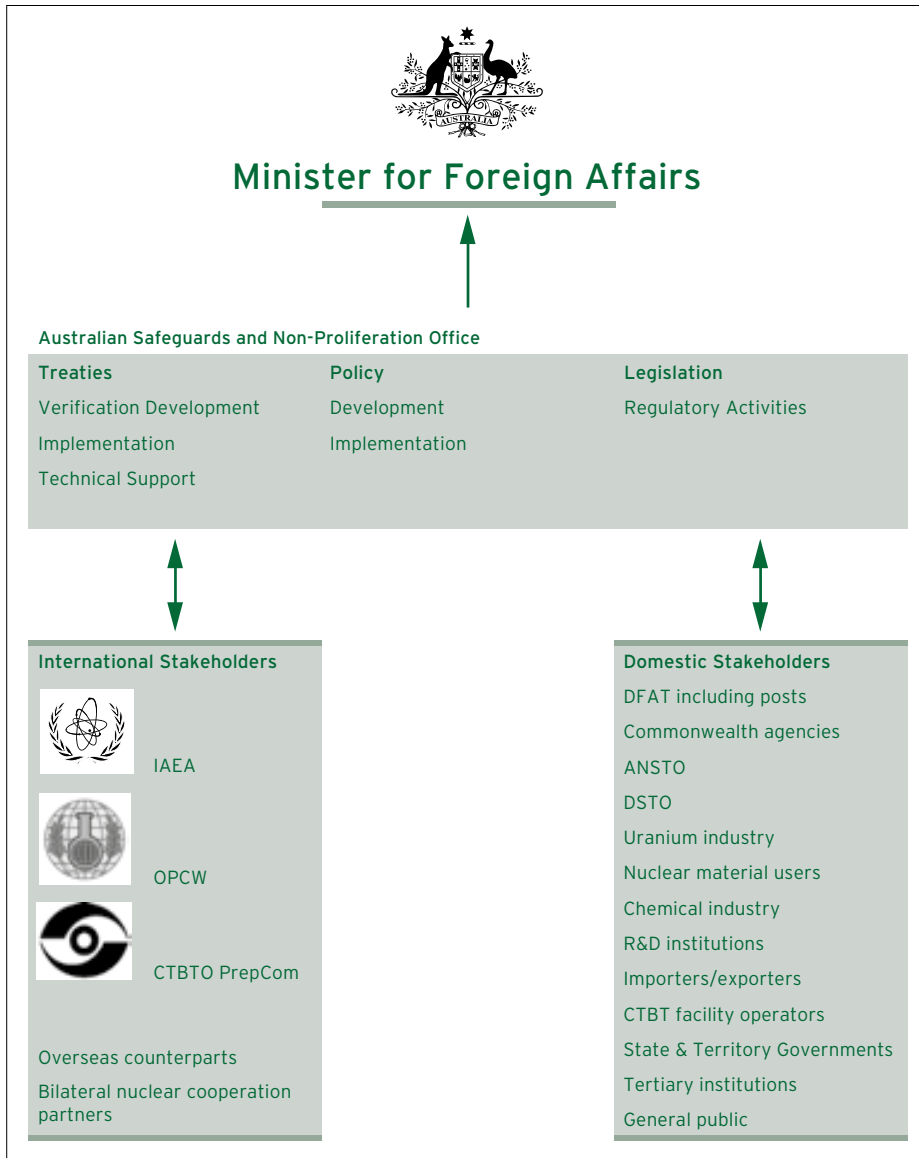 AUSTRALIA
Minister for Foreign Affairs
Australian Safeguards and Non-Proliferation Office
Treaties
Verification Development
Implementation
Technical Support
Policy
Development
Implementation
Legislation
Regulatory Activities
International Stakeholders
IAEA
OPCW
CTBTO PrepCom
Overseas counterparts
Bilateral nuclear cooperation
partners
Domestic Stakeholders
DFAT including posts
Commonwealth agencies
ANSTO
DSTO
Uranium industry
Nuclear material users
Chemical industry
R&D institutions
Importers/exporters
CTBT facility operators
State & Territory Governments
Tertiary institutions
General public